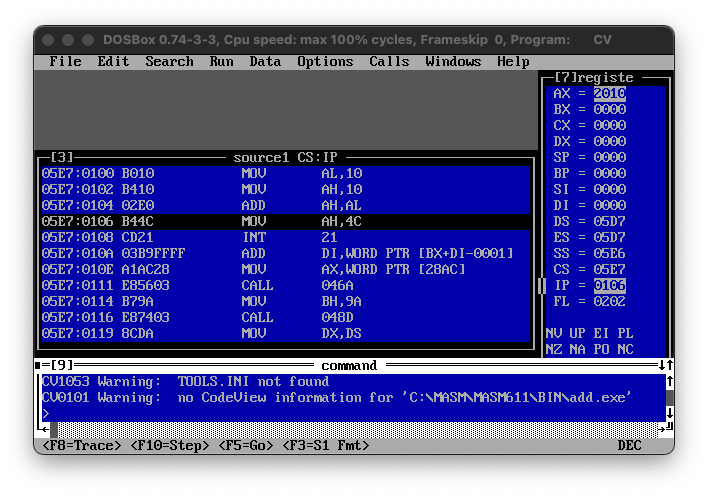 DOSBox 0.74-3-3, Cpu speed: max 100% cycles, Frameskip 0, Program: CV
File Edit Search Run Data Options Calls Windows Help
[7]registe
AX = 2010
BX = 0000
CX = 0000
DX = 0000
SP = 0000
BP = 0000
SI = 0000
DI = 0000
DS = 05D7
ES = 05D7
SS = 05E6
CS = 05E7
IP = 0106
FL = 0202
NV UP EI PL
NZ NA PO NC
[3] source1 CS:IP
05E7:0100 B010 MOV AL,10
05E7:0102 B410 MOV AH,10
05E7:0104 02E0 ADD AH,AL
05E7:0106 B44C MOV AH,4C
05E7:0108 CD21 INT 21
05E7:010A 03B9FFFF ADD DI,WORD PTR [BX+DI-0001]
05E7:010E A1AC28 MOV AX,WORD PTR [28AC]
05E7:0111 E85603 CALL 046A
05E7:0114 B79A MOV BH,9A
05E7:0116 E87403 CALL 048D
05E7:0119 8CDA MOV DX,DS
[9] command
CV1053 Warning: TOOLS.INI not found
CV0101 Warning: no CodeView information for 'C:\MASM\MASM611\BIN\add.exe'
>
<F8=Trace> <F10=Step> <F5=Go> <F3=S1 Fmt> DEC